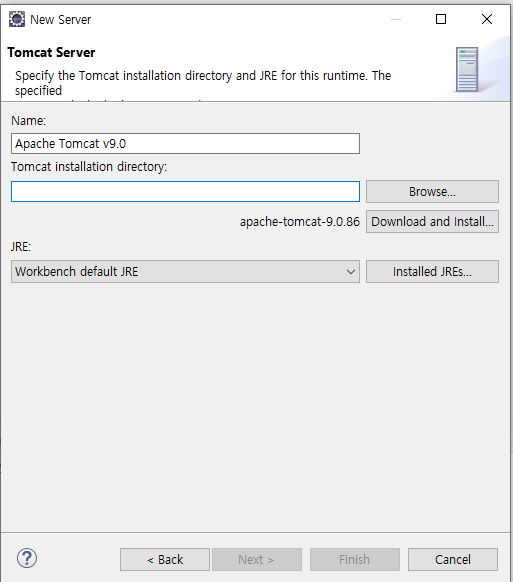 New Server
Tomcat Server
Specify the Tomcat installation directory and JRE for this runtime. The
specified
Name:
Apache Tomcat v9.0
Tomcat installation directory:
Browse...
apache-tomcat-9.0.86 Download and Install...
JRE:
Workbench default JRE Installed JREs...
?
< Back Next > Finish Cancel